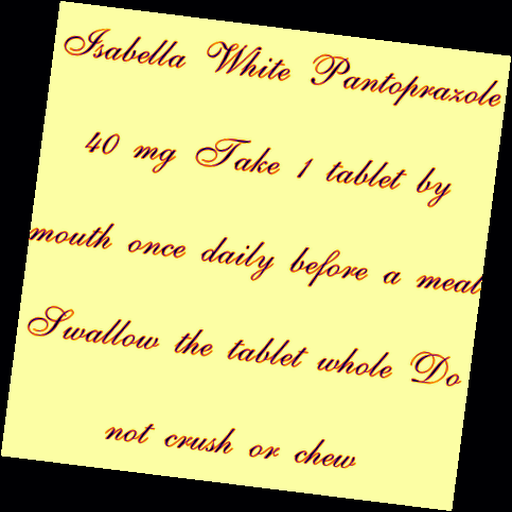 Isabella White Pantoprazole
40 mg Take 1 tablet by
mouth once daily before a meal
Swallow the tablet whole Do
not crush or chew